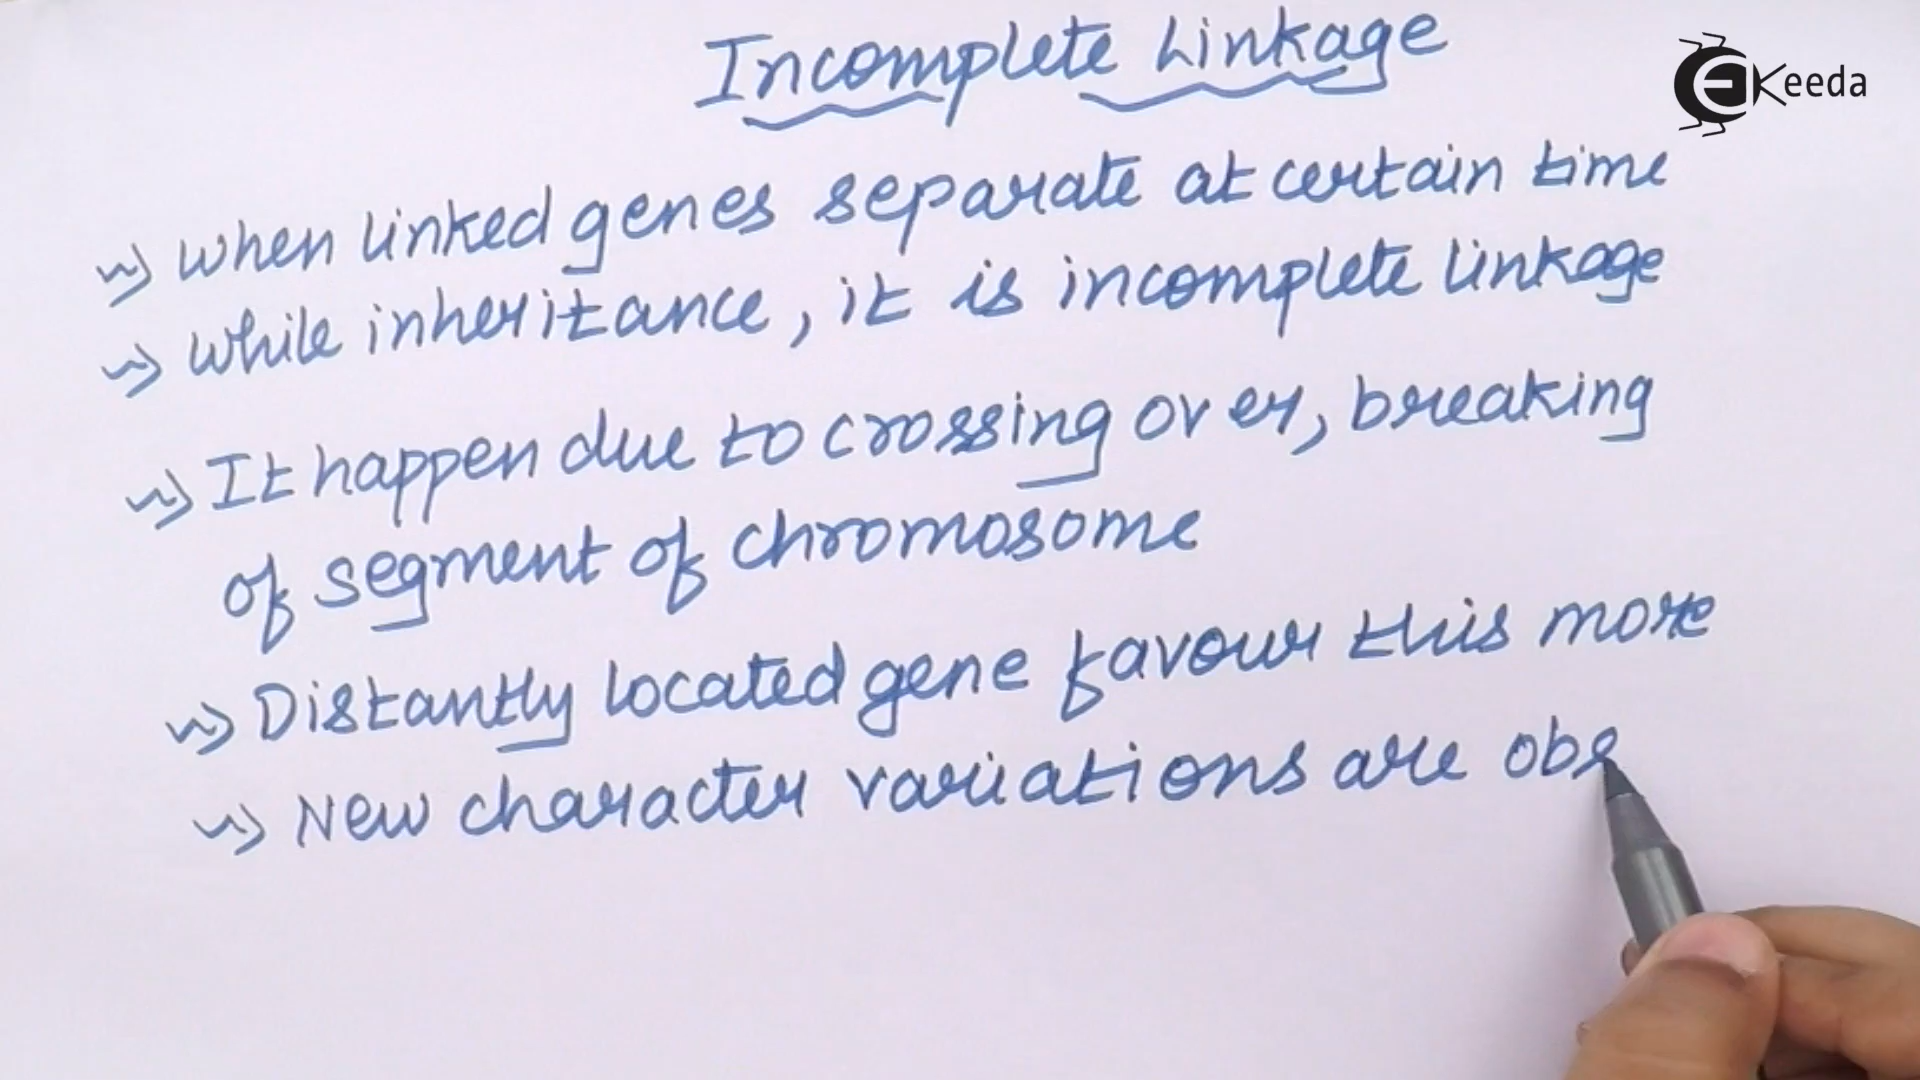 Incomplete Linkage
EKeeda
~> When linked genes separate at certain time
~> While inheritance, it is incomplete linkage
~> It happen due to crossing over, breaking
of segment of chromosome
~> Distantly located gene favour this more
~> New character variations are obs